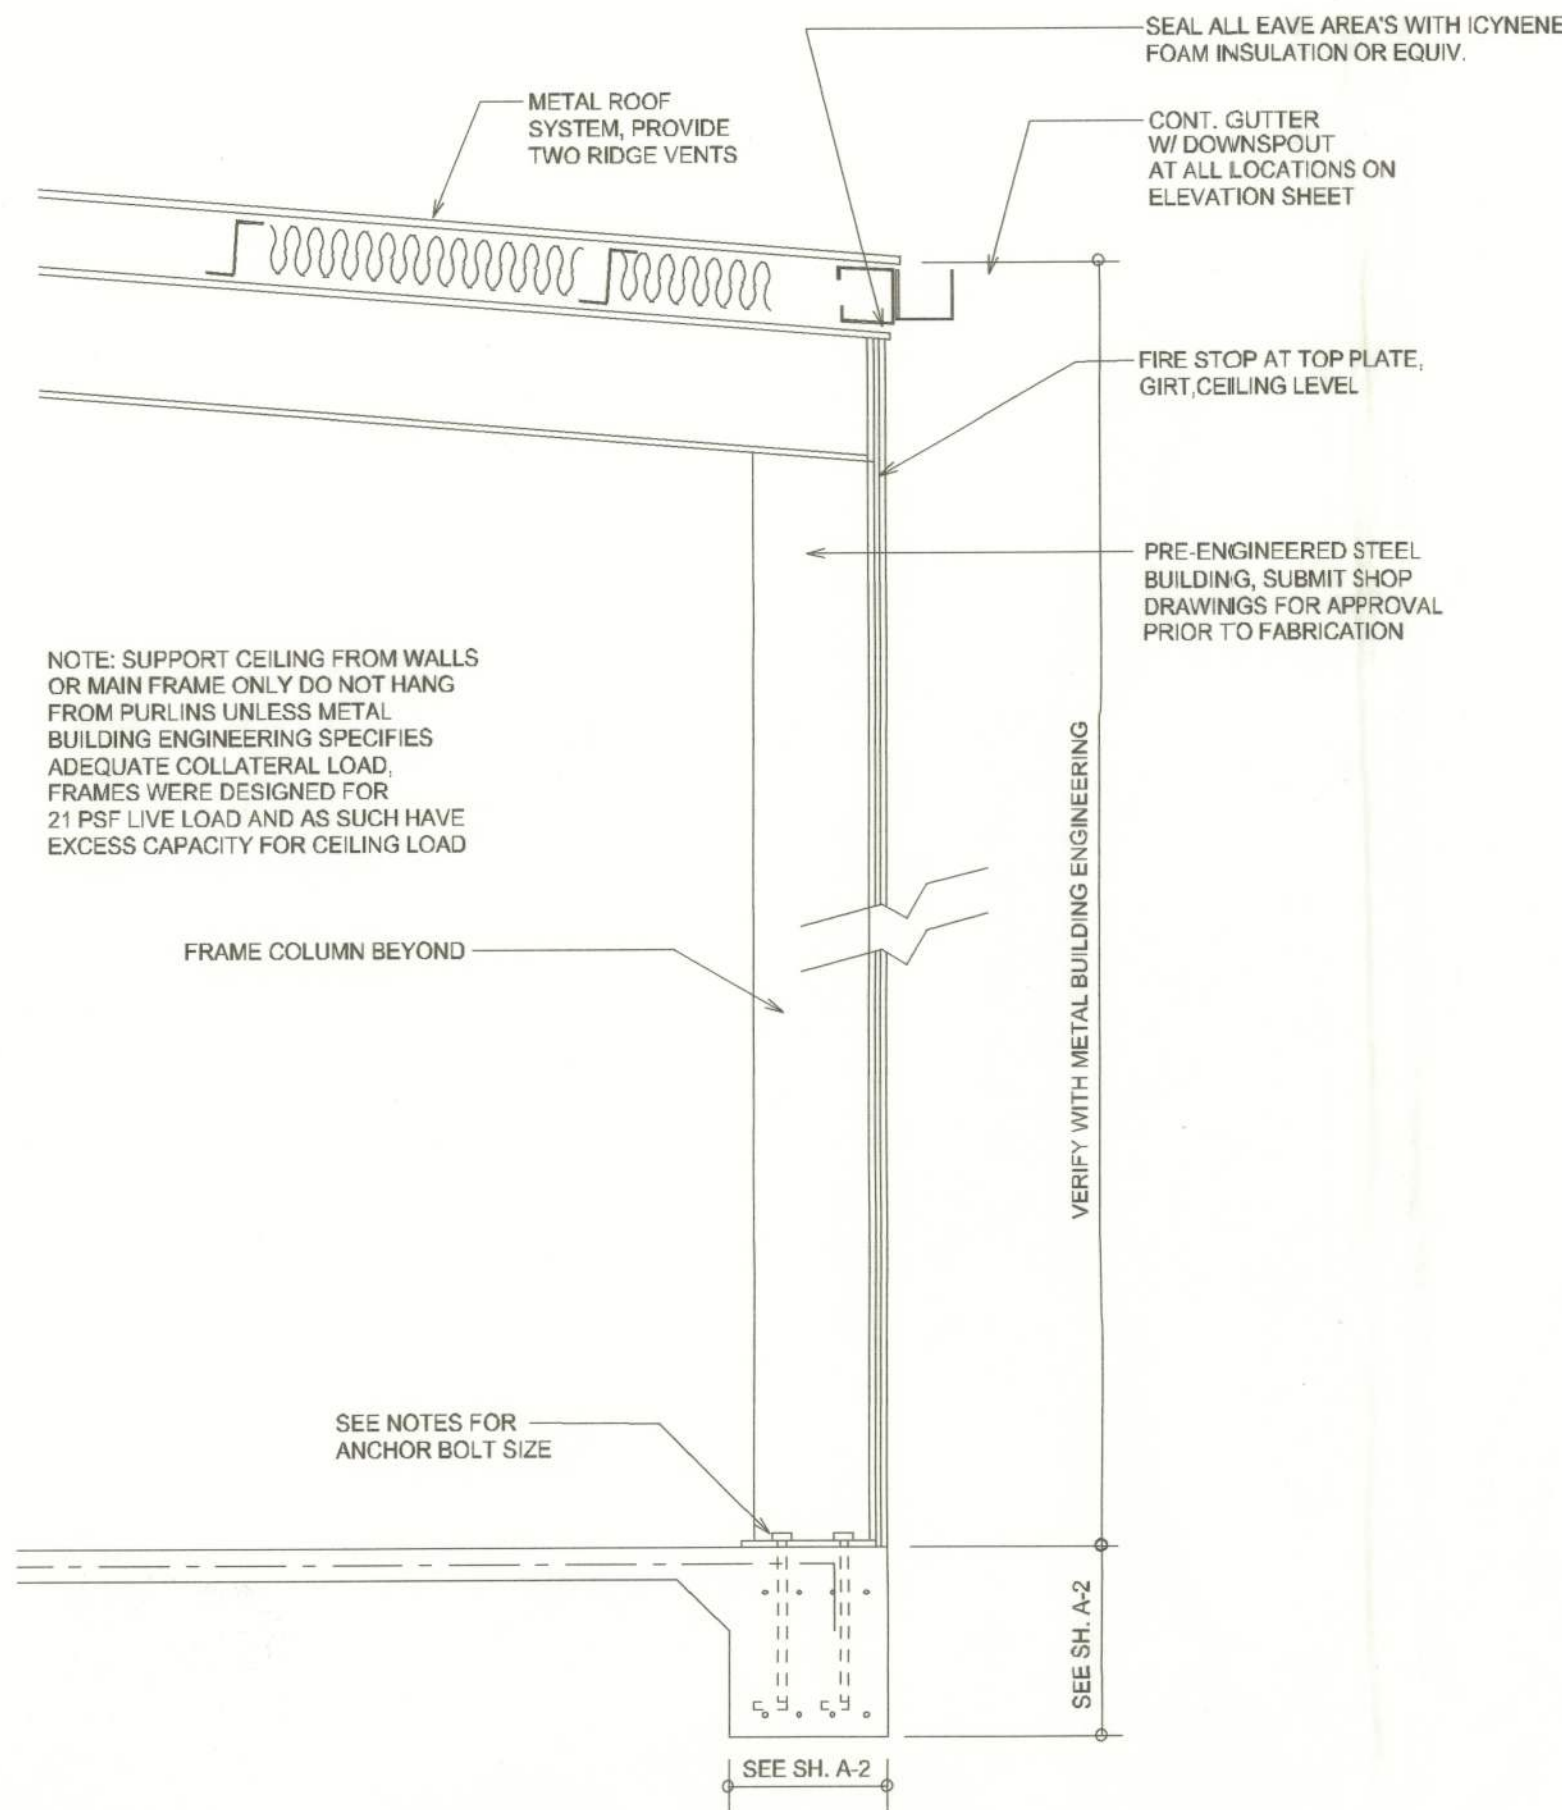 SEAL ALL EAVE AREA'S WITH ICYNENE
FOAM INSULATION OR EQUIV.
METAL ROOF
SYSTEM, PROVIDE
TWO RIDGE VENTS
CONT. GUTTER
W/ DOWNSPOUT
AT ALL LOCATIONS ON
ELEVATION SHEET
FIRE STOP AT TOP PLATE,
GIRT,CEILING LEVEL
PRE-ENGINEERED STEEL
BUILDING, SUBMIT SHOP
DRAWINGS FOR APPROVAL
PRIOR TO FABRICATION
NOTE: SUPPORT CEILING FROM WALLS
OR MAIN FRAME ONLY DO NOT HANG
FROM PURLINS UNLESS METAL
BUILDING ENGINEERING SPECIFIES
ADEQUATE COLLATERAL LOAD,
FRAMES WERE DESIGNED FOR
21 PSF LIVE LOAD AND AS SUCH HAVE
EXCESS CAPACITY FOR CEILING LOAD
VERIFY WITH METAL BUILDING ENGINEERING
FRAME COLUMN BEYOND
SEE NOTES FOR
ANCHOR BOLT SIZE
SEE SH. A-2
SEE SH. A-2